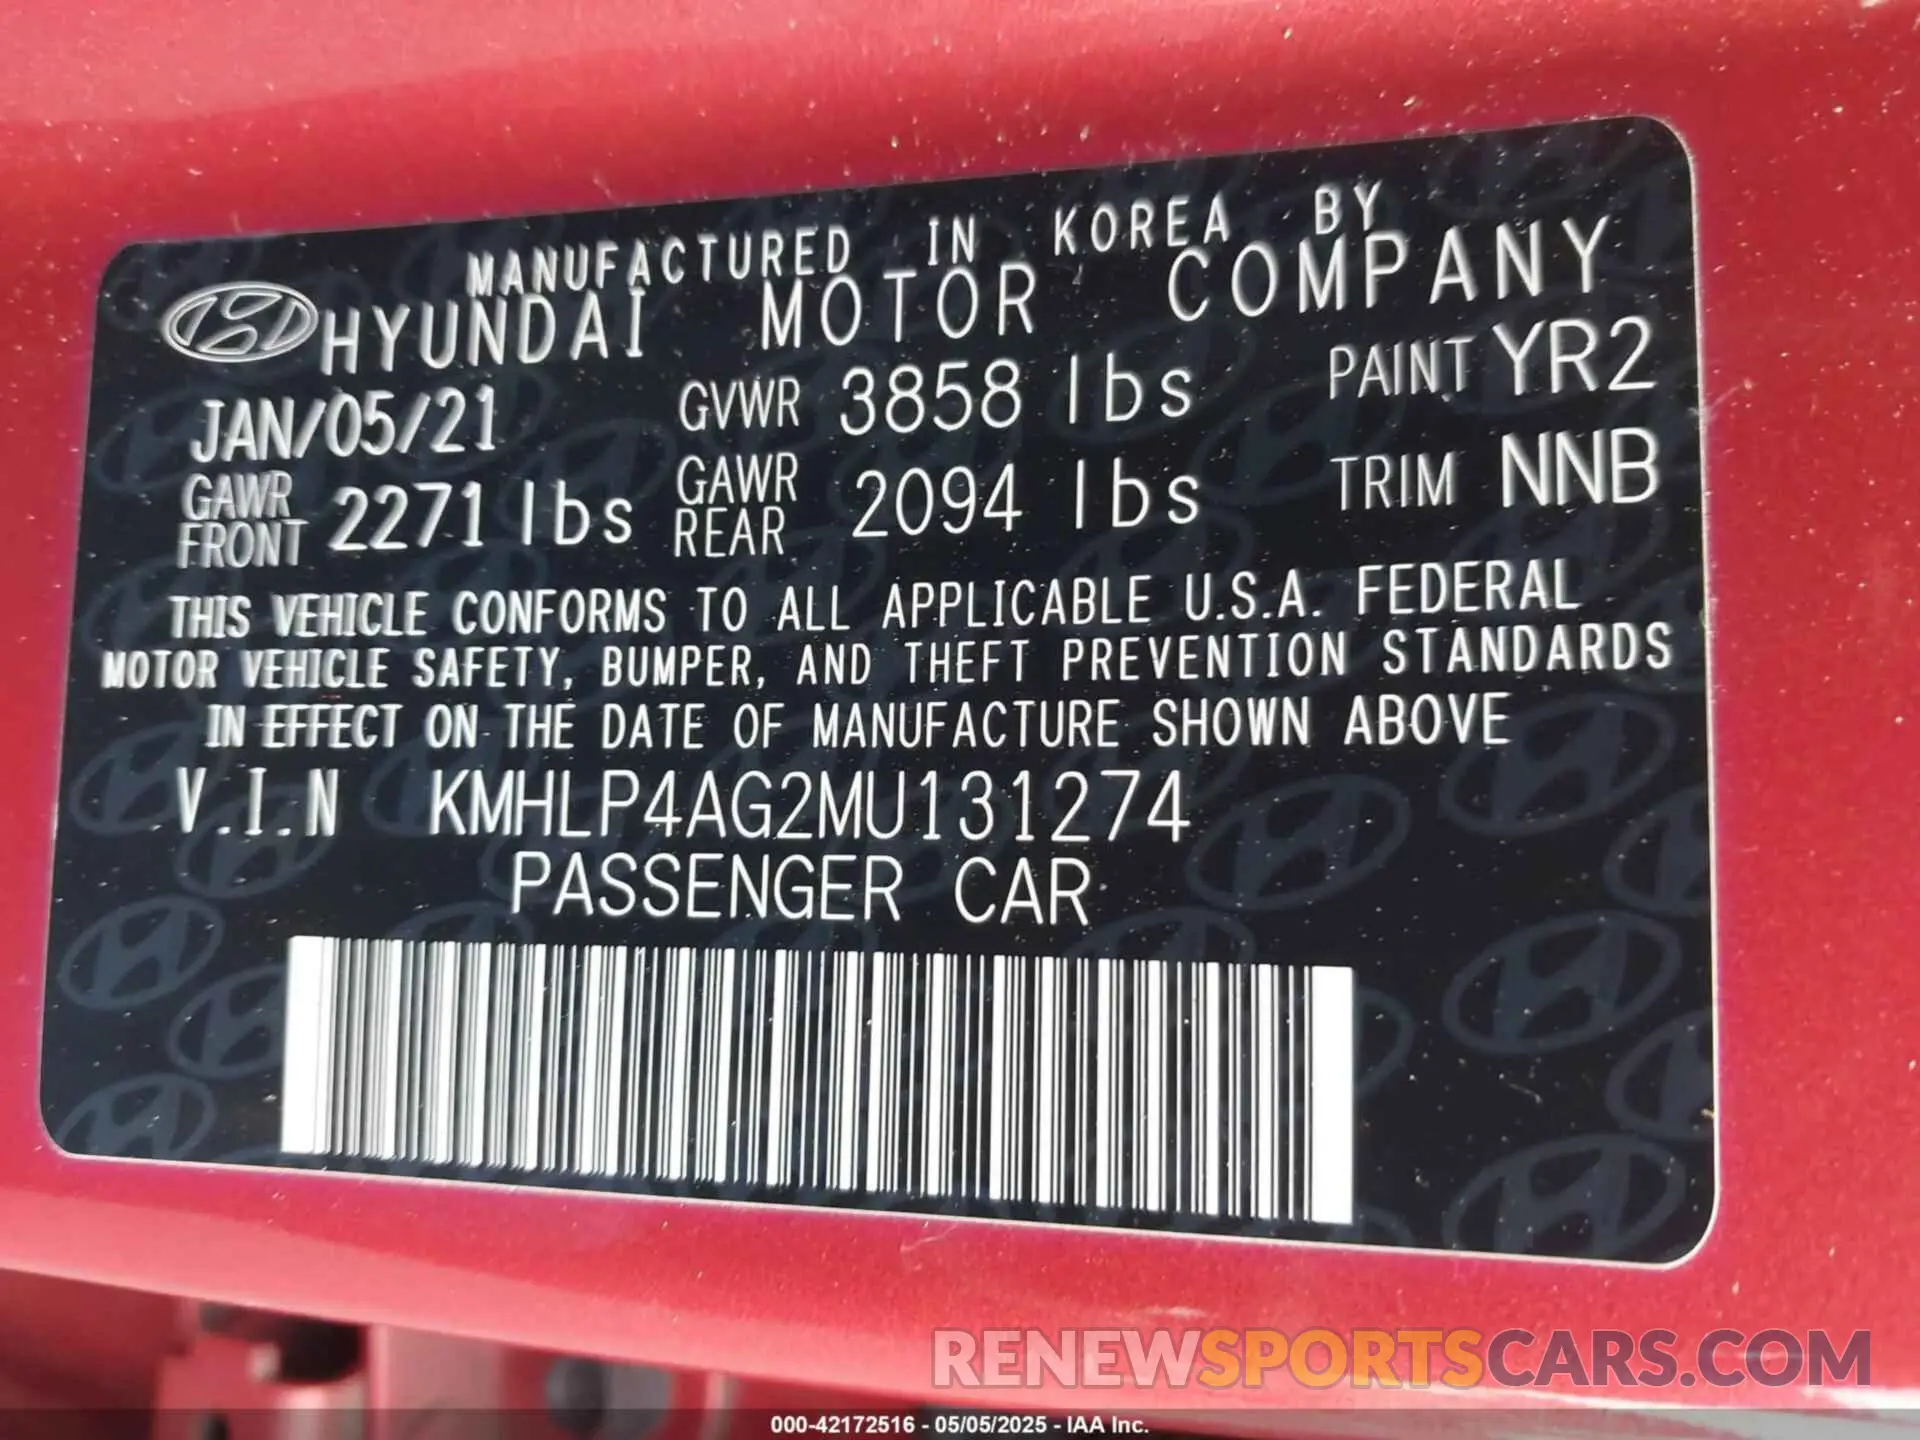 MANUFACTURED IN KOREA BY
HYUNDAI MOTOR COMPANY
JAN/05/21 GVWR 3858 lbs PAINT YR2
GAWR FRONT 2271 lbs GAWR REAR 2094 lbs TRIM NNB
THIS VEHICLE CONFORMS TO ALL APPLICABLE U.S.A. FEDERAL
MOTOR VEHICLE SAFETY, BUMPER, AND THEFT PREVENTION STANDARDS
IN EFFECT ON THE DATE OF MANUFACTURE SHOWN ABOVE
V.I.N KMHLP4AG2MU131274
PASSENGER CAR
RENEWSPORTSCARS.COM
000-42172516 - 05/05/2025 - IAA Inc.